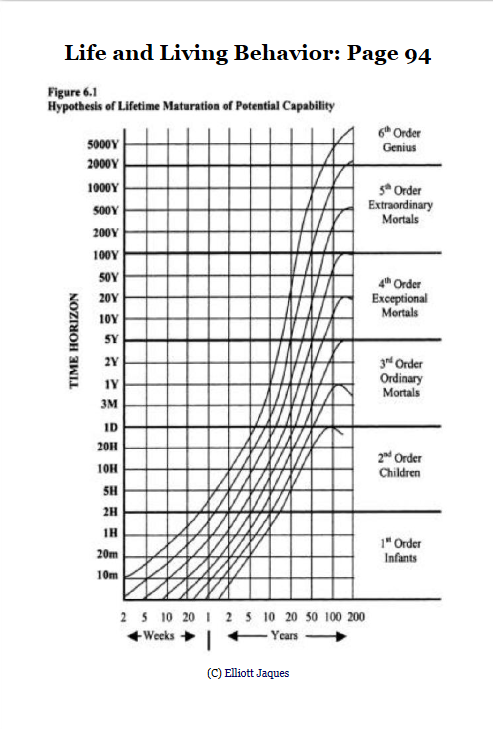 Life and Living Behavior: Page 94
Figure 6.1
Hypothesis of Lifetime Maturation of Potential Capability
TIME HORIZON
5000Y
2000Y
1000Y
500Y
200Y
100Y
50Y
20Y
10Y
5Y
2Y
1Y
3M
1D
20H
10H
5H
2H
1H
20m
10m
6th Order
Genius
5th Order
Extraordinary
Mortals
4th Order
Exceptional
Mortals
3rd Order
Ordinary
Mortals
2nd Order
Children
1st Order
Infants
2 5 10 20 1 2 5 10 20 50 100 200
Weeks Years
(C) Elliott Jaques